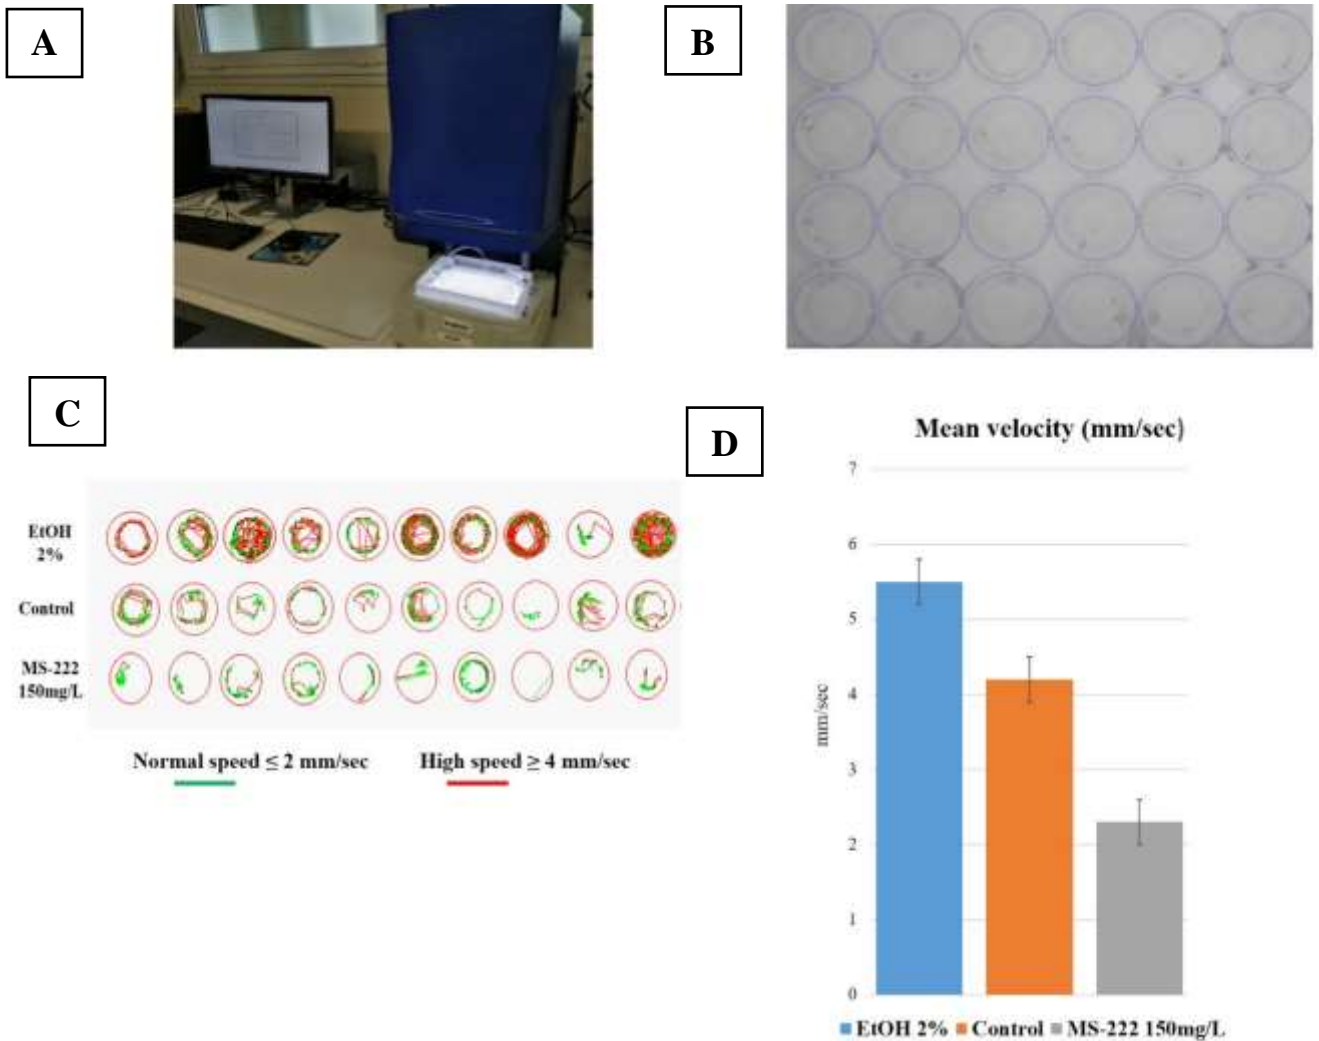 A
B
C
EtOH
2%
Control
MS-222
150mg/L
Normal speed ≤ 2 mm/sec
High speed ≥ 4 mm/sec
D
Mean velocity (mm/sec)
7
6
5
4
3
2
1
0
mm/sec
EtOH 2% Control MS-222 150mg/L